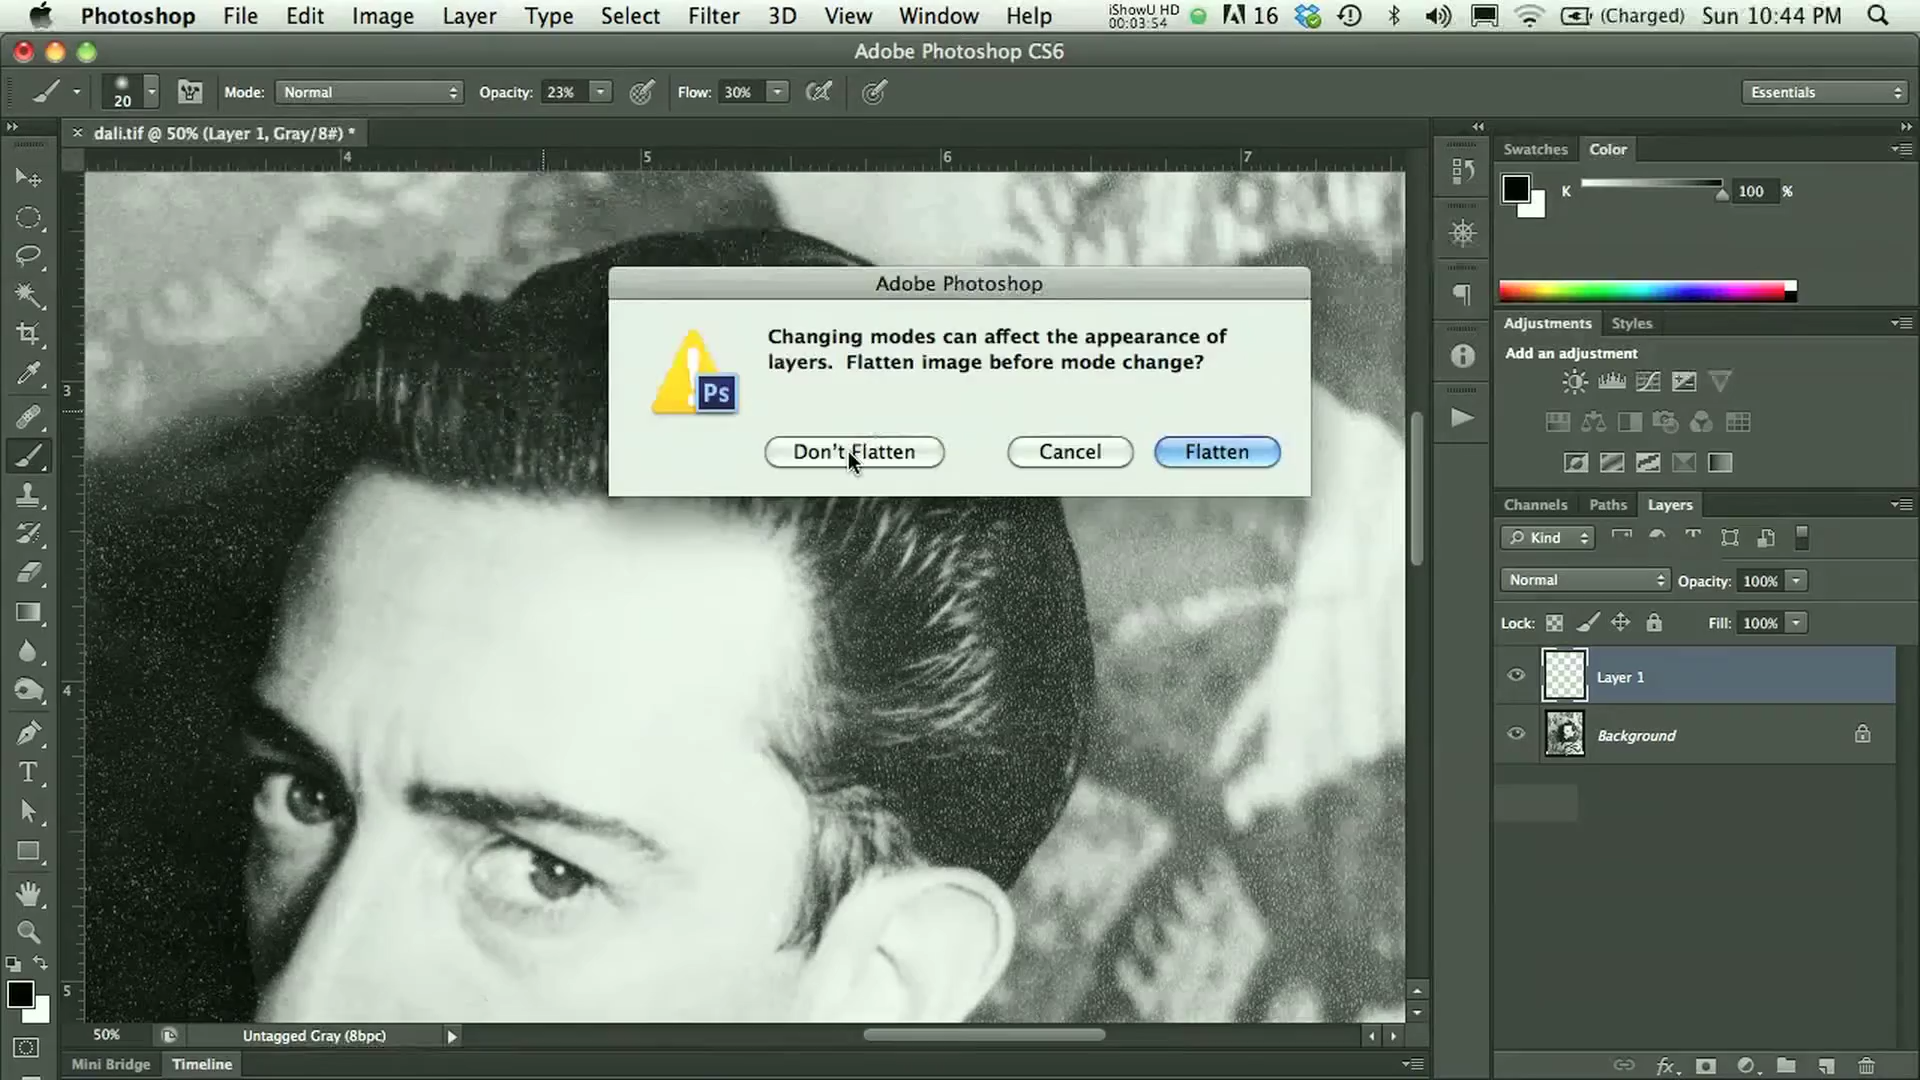 Photoshop File Edit Image Layer Type Select Filter 3D View Window Help iShowU HD 00:03:54 16 (Charged) Sun 10:44 PM
Adobe Photoshop CS6
20 Mode: Normal Opacity: 23% Flow: 30% Essentials
dali.tif @ 50% (Layer 1, Gray/8#) *
4 5 6 7
Swatches Color
K 100 %
Adobe Photoshop
Changing modes can affect the appearance of
layers. Flatten image before mode change?
Ps
Don't Flatten Cancel Flatten
Adjustments Styles
Add an adjustment
3
Channels Paths Layers
Kind
Normal Opacity: 100%
Lock: Fill: 100%
Layer 1
Background
4
5
50% Untagged Gray (8bpc)
Mini Bridge Timeline